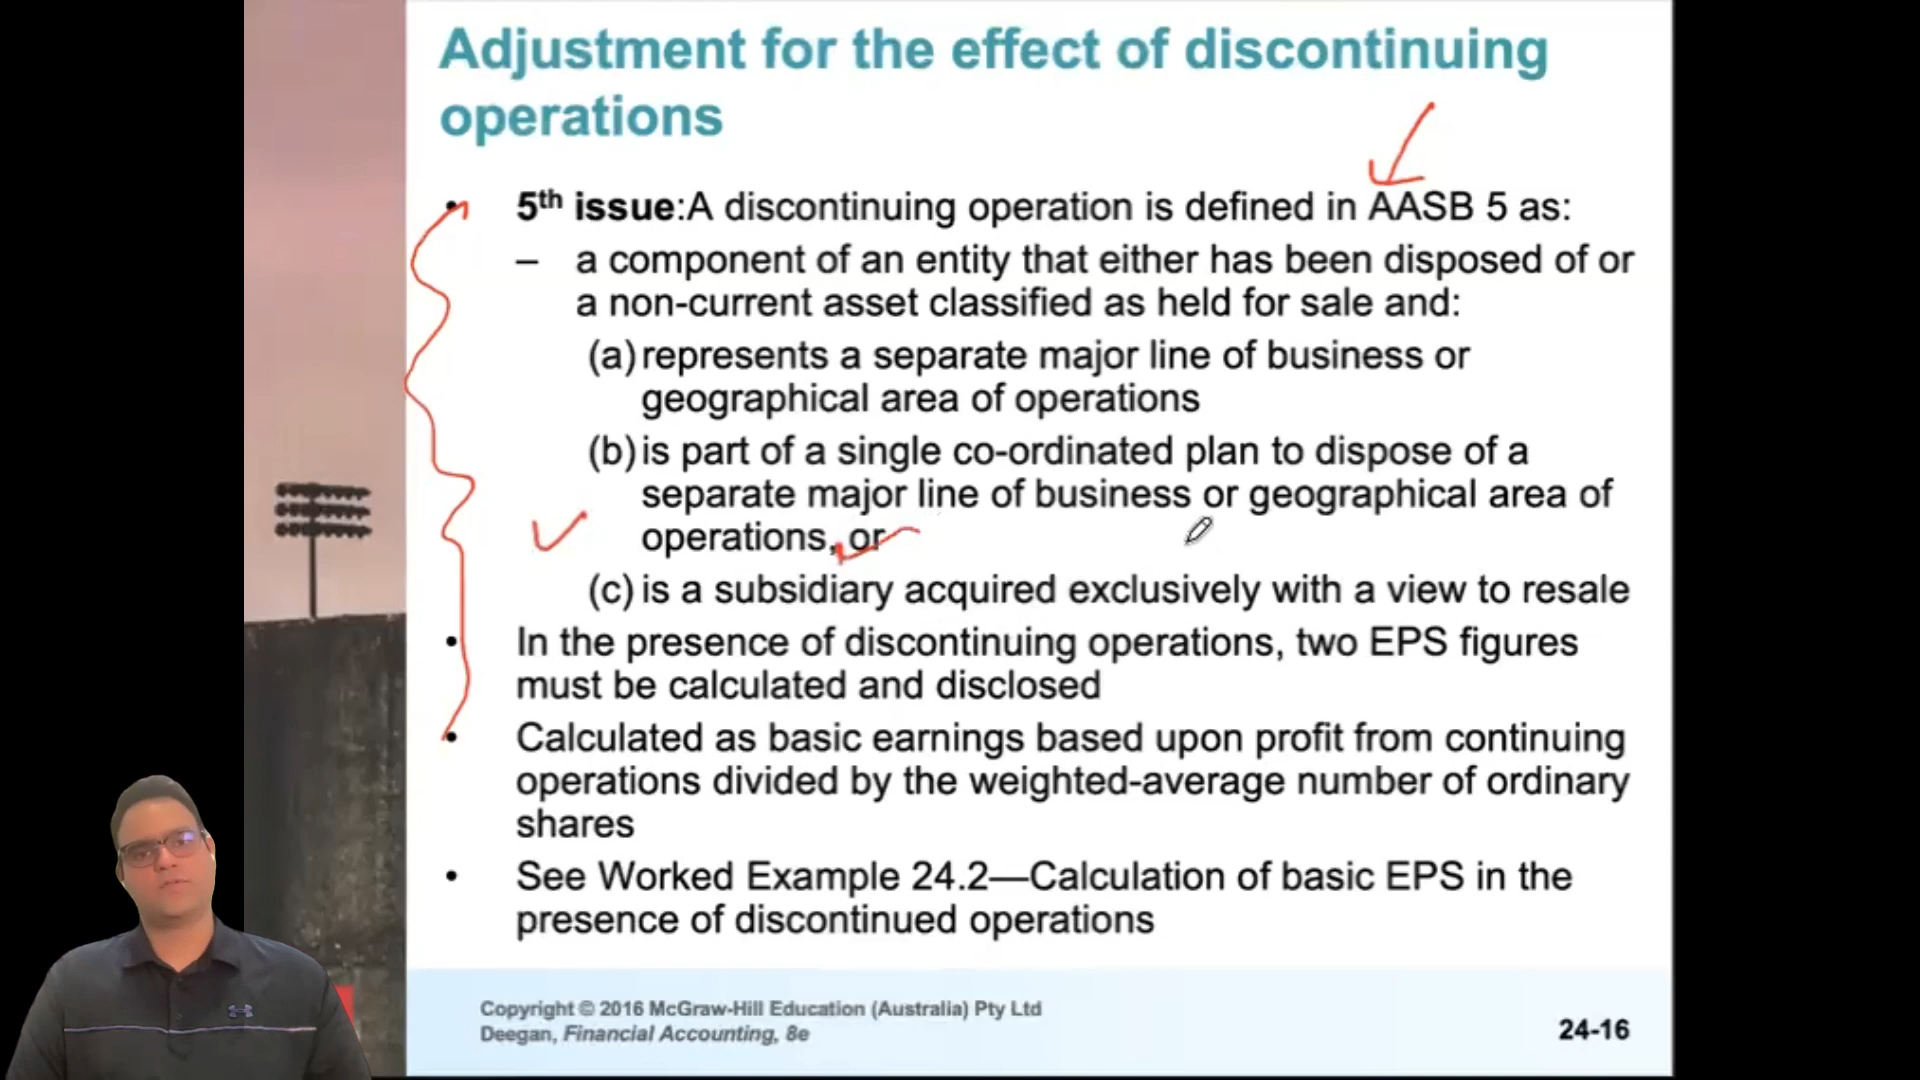 Adjustment for the effect of discontinuing
operations
• 5th issue:A discontinuing operation is defined in AASB 5 as:
– a component of an entity that either has been disposed of or
a non-current asset classified as held for sale and:
(a) represents a separate major line of business or
geographical area of operations
(b) is part of a single co-ordinated plan to dispose of a
separate major line of business or geographical area of
operations, or
(c) is a subsidiary acquired exclusively with a view to resale
• In the presence of discontinuing operations, two EPS figures
must be calculated and disclosed
• Calculated as basic earnings based upon profit from continuing
operations divided by the weighted-average number of ordinary
shares
• See Worked Example 24.2—Calculation of basic EPS in the
presence of discontinued operations
Copyright © 2016 McGraw-Hill Education (Australia) Pty Ltd
Deegan, Financial Accounting, 8e
24-16